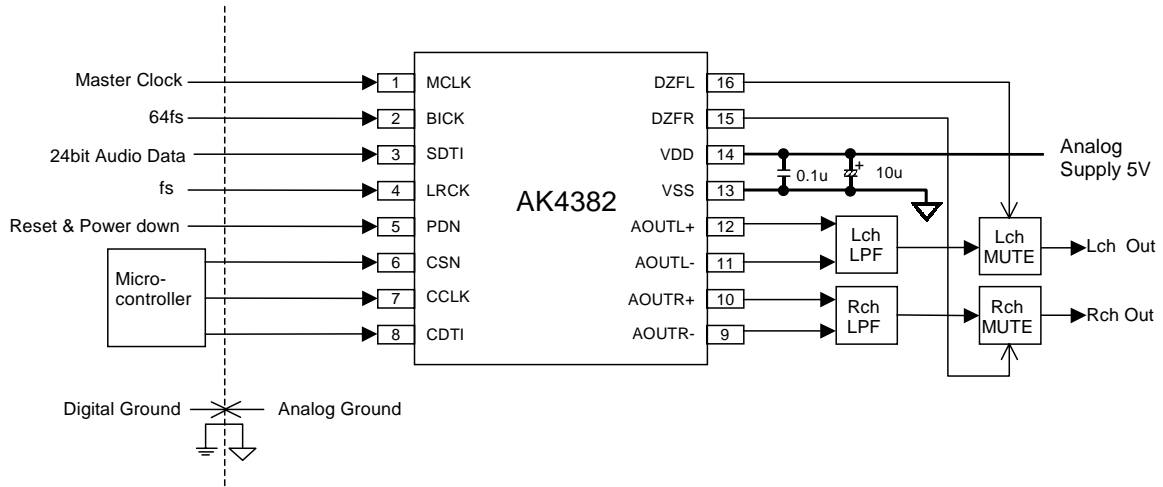 Master Clock
1
MCLK
DZFL
16
64fs
2
BICK
DZFR
15
24bit Audio Data
3
SDTI
VDD
14
Analog
Supply 5V
0.1u
+
10u
fs
4
LRCK
AK4382
VSS
13
Reset & Power down
5
PDN
AOUTL+
12
Lch
LPF
Lch
MUTE
Lch Out
Micro-
controller
6
CSN
AOUTL-
11
7
CCLK
AOUTR+
10
Rch
LPF
Rch
MUTE
Rch Out
8
CDTI
AOUTR-
9
Digital Ground
Analog Ground